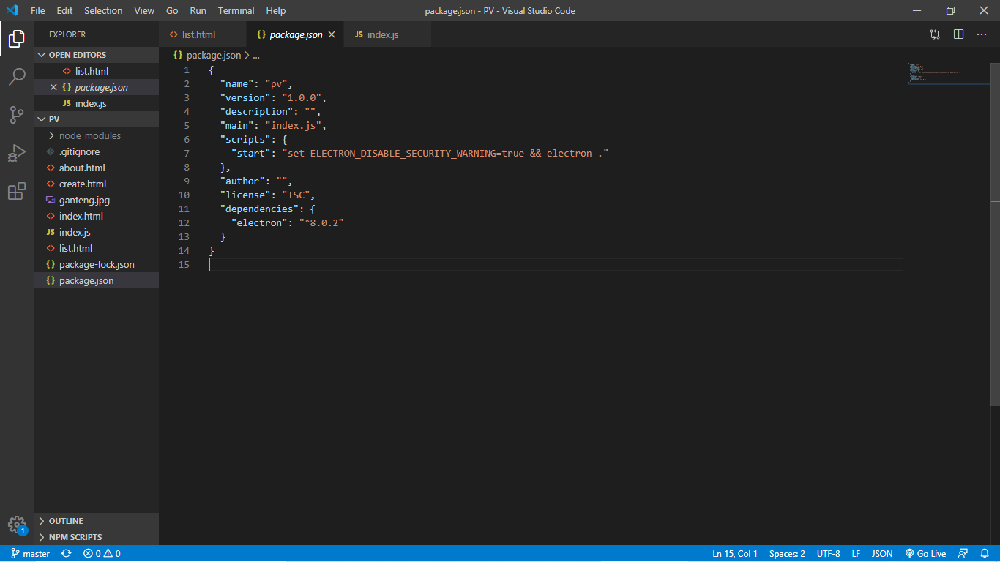 File Edit Selection View Go Run Terminal Help package.json - PV - Visual Studio Code
EXPLORER
OPEN EDITORS
list.html
package.json
JS index.js
PV
node_modules
.gitignore
about.html
create.html
ganteng.jpg
index.html
JS index.js
list.html
{} package-lock.json
{} package.json
OUTLINE
NPM SCRIPTS
list.html {} package.json JS index.js
{} package.json > ...
1 {
2 "name": "pv",
3 "version": "1.0.0",
4 "description": "",
5 "main": "index.js",
6 "scripts": {
7 "start": "set ELECTRON_DISABLE_SECURITY_WARNING=true && electron ."
8 },
9 "author": "",
10 "license": "ISC",
11 "dependencies": {
12 "electron": "^8.0.2"
13 }
14 }
15
1
master 0 0 Ln 15, Col 1 Spaces: 2 UTF-8 LF JSON Go Live